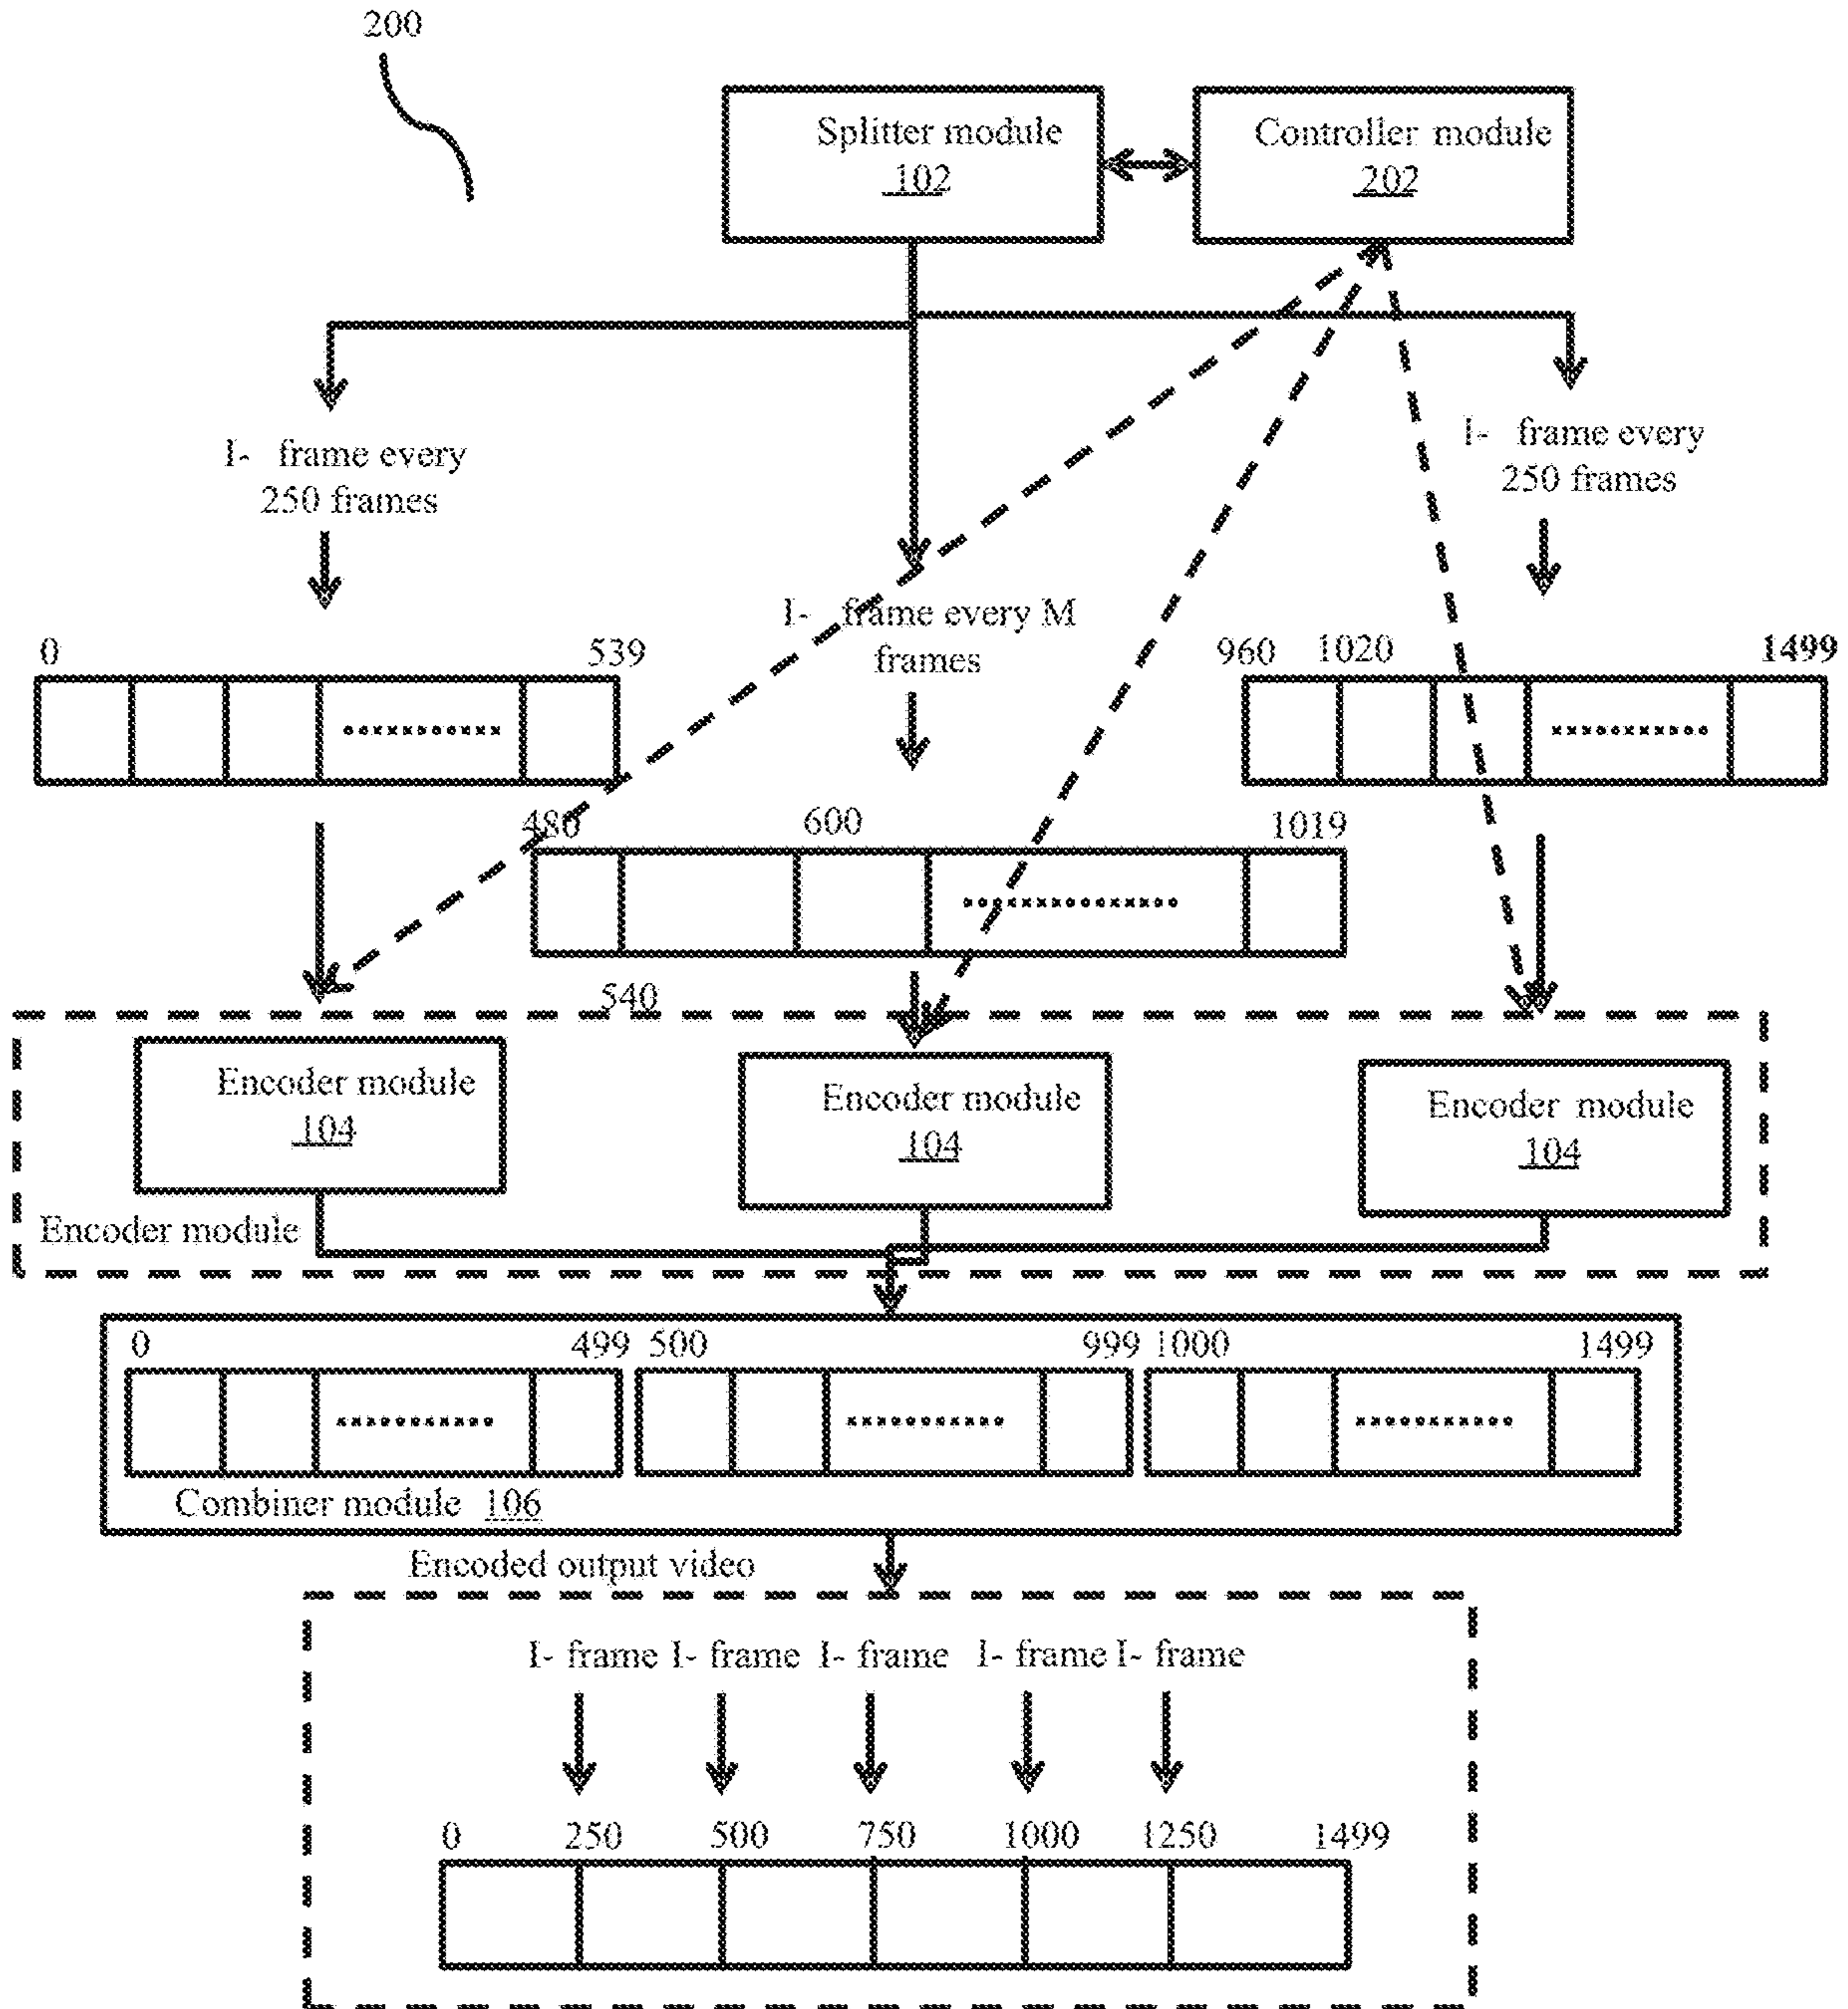 200
Splitter module
102
Controller module
202
I- frame every
250 frames
I- frame every
250 frames
I- frame every M
frames
0 539
960 1020 1499
480 600 1019
540
Encoder module
104
Encoder module
104
Encoder module
104
Encoder module
0 499 500 999 1000 1499
Combiner module 106
Encoded output video
I- frame I- frame I- frame I- frame I- frame
0 250 500 750 1000 1250 1499